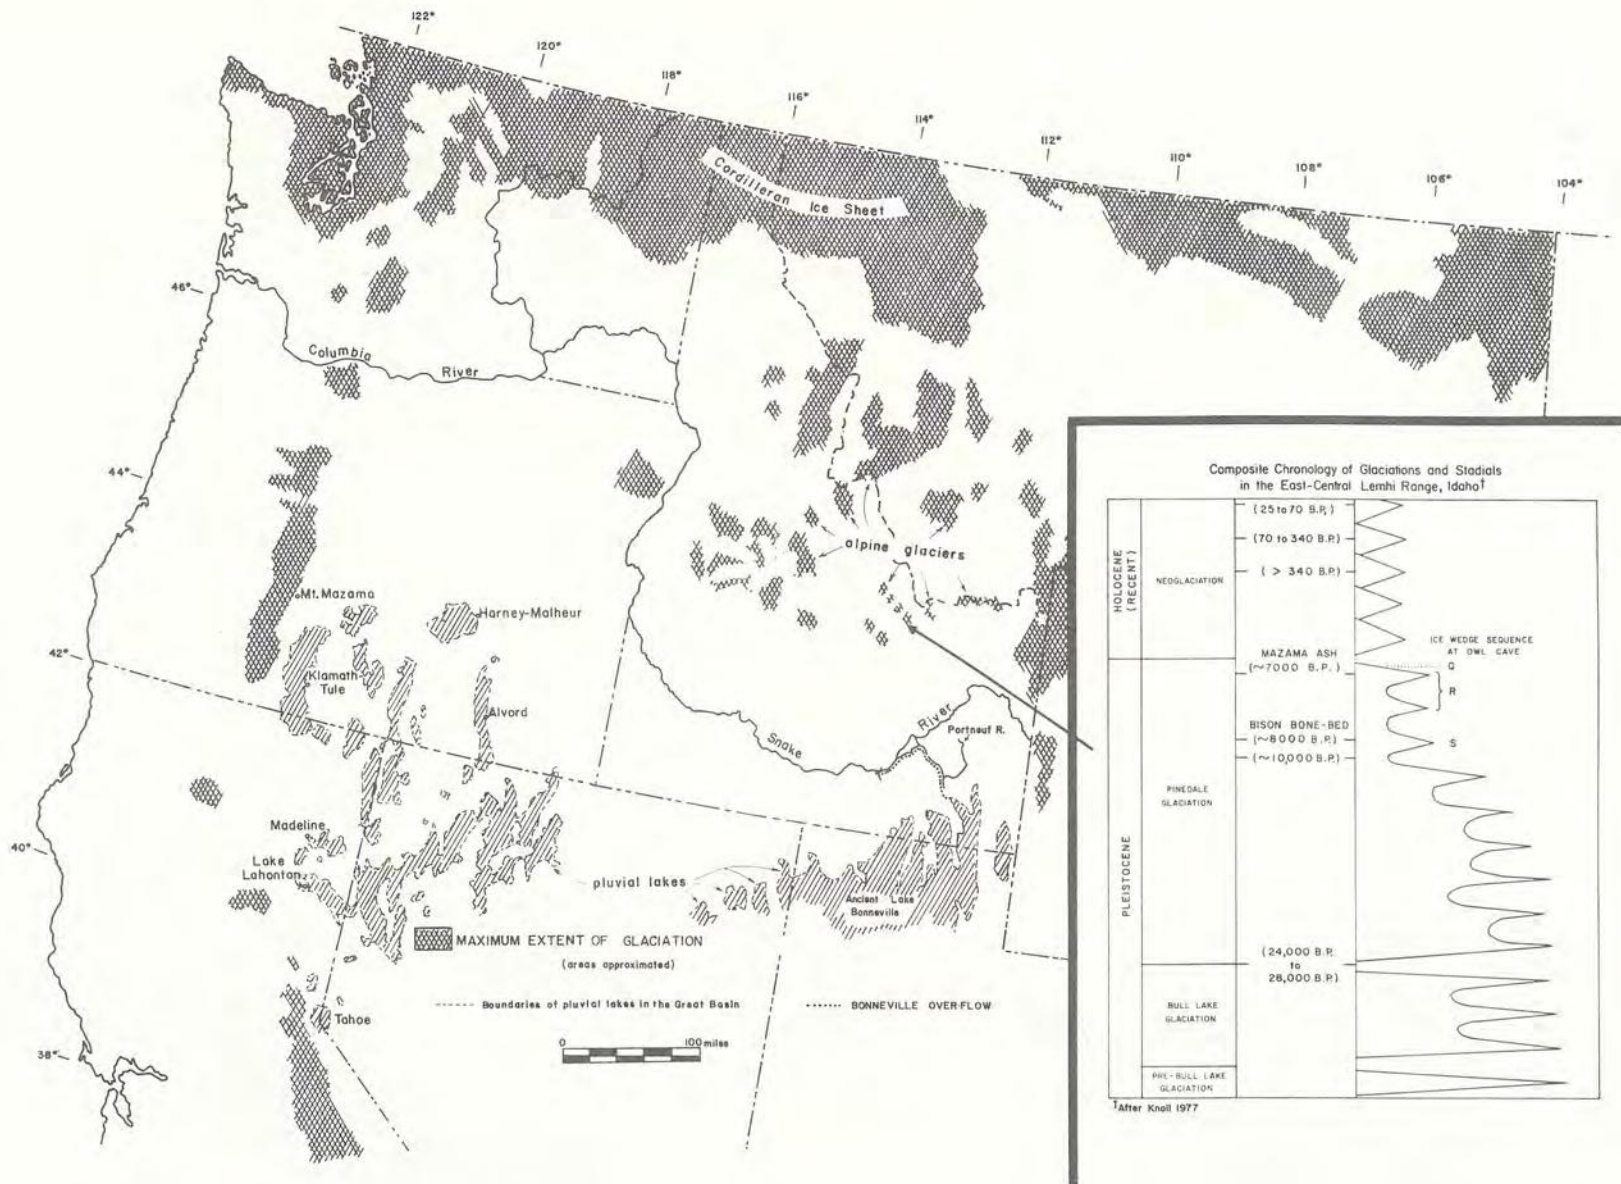 122°
120°
118°
116°
114°
112°
110°
108°
106°
104°
Cordilleran Ice Sheet
46°
Columbia River
44°
alpine glaciers
Mt. Mazama
Harney-Malheur
42°
Klamath
Tule
Alvord
Snake River
Portneuf R.
Madeline
40°
Lake
Lahontan
pluvial lakes
Ancient Lake
Bonneville
MAXIMUM EXTENT OF GLACIATION
(areas approximated)
Boundaries of pluvial lakes in the Great Basin
BONNEVILLE OVER-FLOW
Tahoe
0 100 miles
38°
Composite Chronology of Glaciations and Stadials
in the East-Central Lemhi Range, Idaho†
HOLOCENE
(RECENT)
NEOGLACIATION
(25 to 70 B.P.)
(70 to 340 B.P.)
( > 340 B.P.)
MAZAMA ASH
(~7000 B.P.)
ICE WEDGE SEQUENCE
AT OWL CAVE
Q
R
BISON BONE-BED
(~8000 B.P.)
S
(~10,000 B.P.)
PLEISTOCENE
PINEDALE
GLACIATION
(24,000 B.P.
to
28,000 B.P.)
BULL LAKE
GLACIATION
PRE-BULL LAKE
GLACIATION
†After Knoll 1977